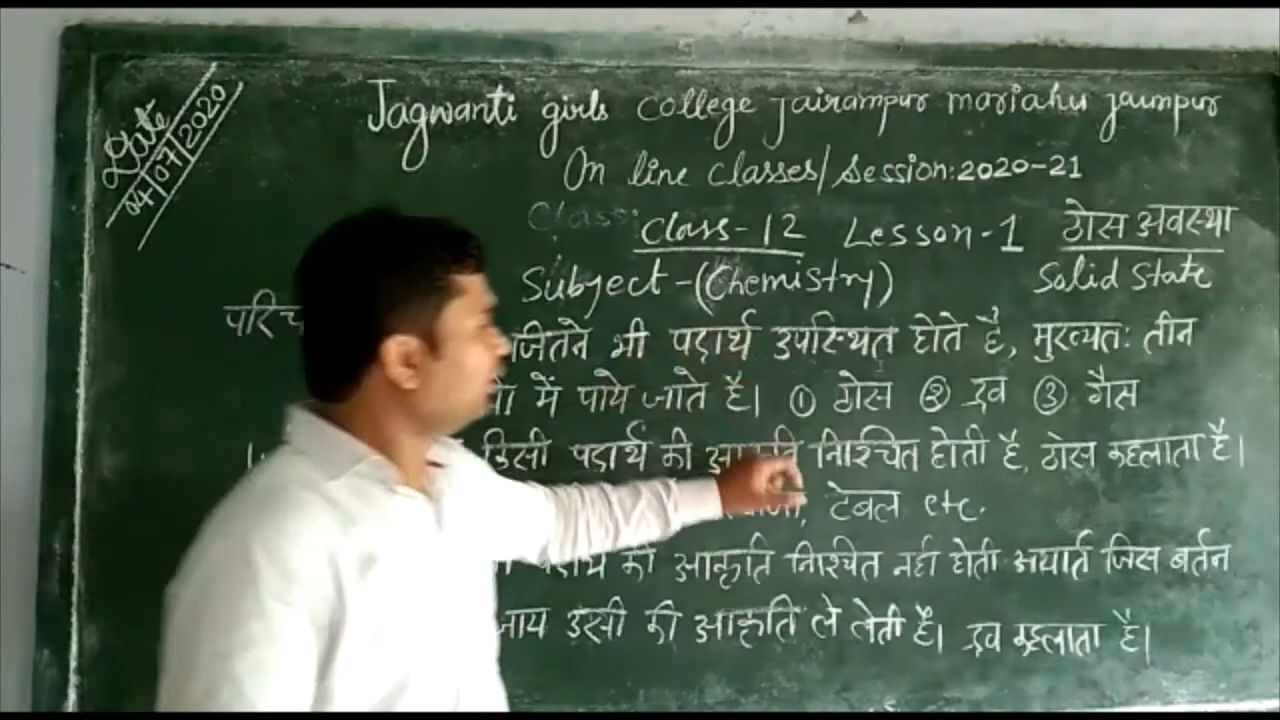 Date
04/07/2020
Jagwanti girls college jairampur mariahu jaunpur
On line classes/session:2020-21
Class:
Class-12 Lesson-1 ठोस अवस्था
Subject-(Chemistry) Solid State
जितने भी पदार्थ उपस्थित होते है, मुख्यतः तीन
में पाये जाते है। ① ठोस ② द्रव ③ गैस
किसी पदार्थ की निश्चित होती है, ठोस कहलाता है।
टेबल etc.
की आकृति निश्चित नहीं होती अथार्त जिस बर्तन
जाय उसी की आकृति ले लेती है। द्रव कहलाता है।